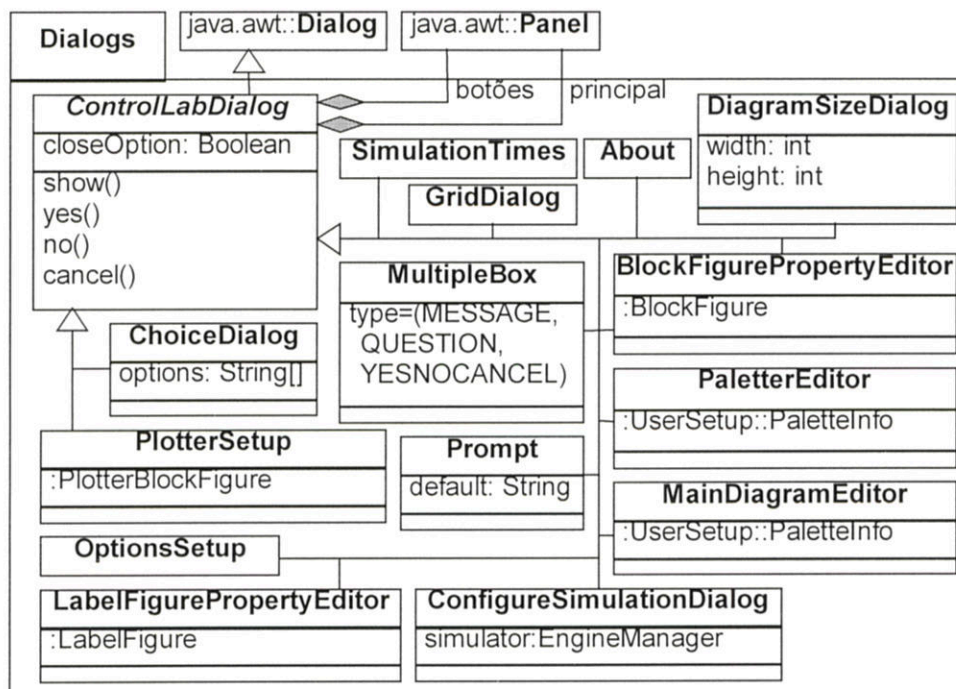 Dialogs
java.awt::Dialog
java.awt::Panel
botões
principal
ControlLabDialog
closeOption: Boolean
show()
yes()
no()
cancel()
SimulationTimes
About
DiagramSizeDialog
width: int
height: int
GridDialog
MultipleBox
type=(MESSAGE,
QUESTION,
YESNOCANCEL)
BlockFigurePropertyEditor
:BlockFigure
ChoiceDialog
options: String[]
PaletterEditor
:UserSetup::PaletteInfo
PlotterSetup
:PlotterBlockFigure
Prompt
default: String
MainDiagramEditor
:UserSetup::PaletteInfo
OptionsSetup
LabelFigurePropertyEditor
:LabelFigure
ConfigureSimulationDialog
simulator:EngineManager